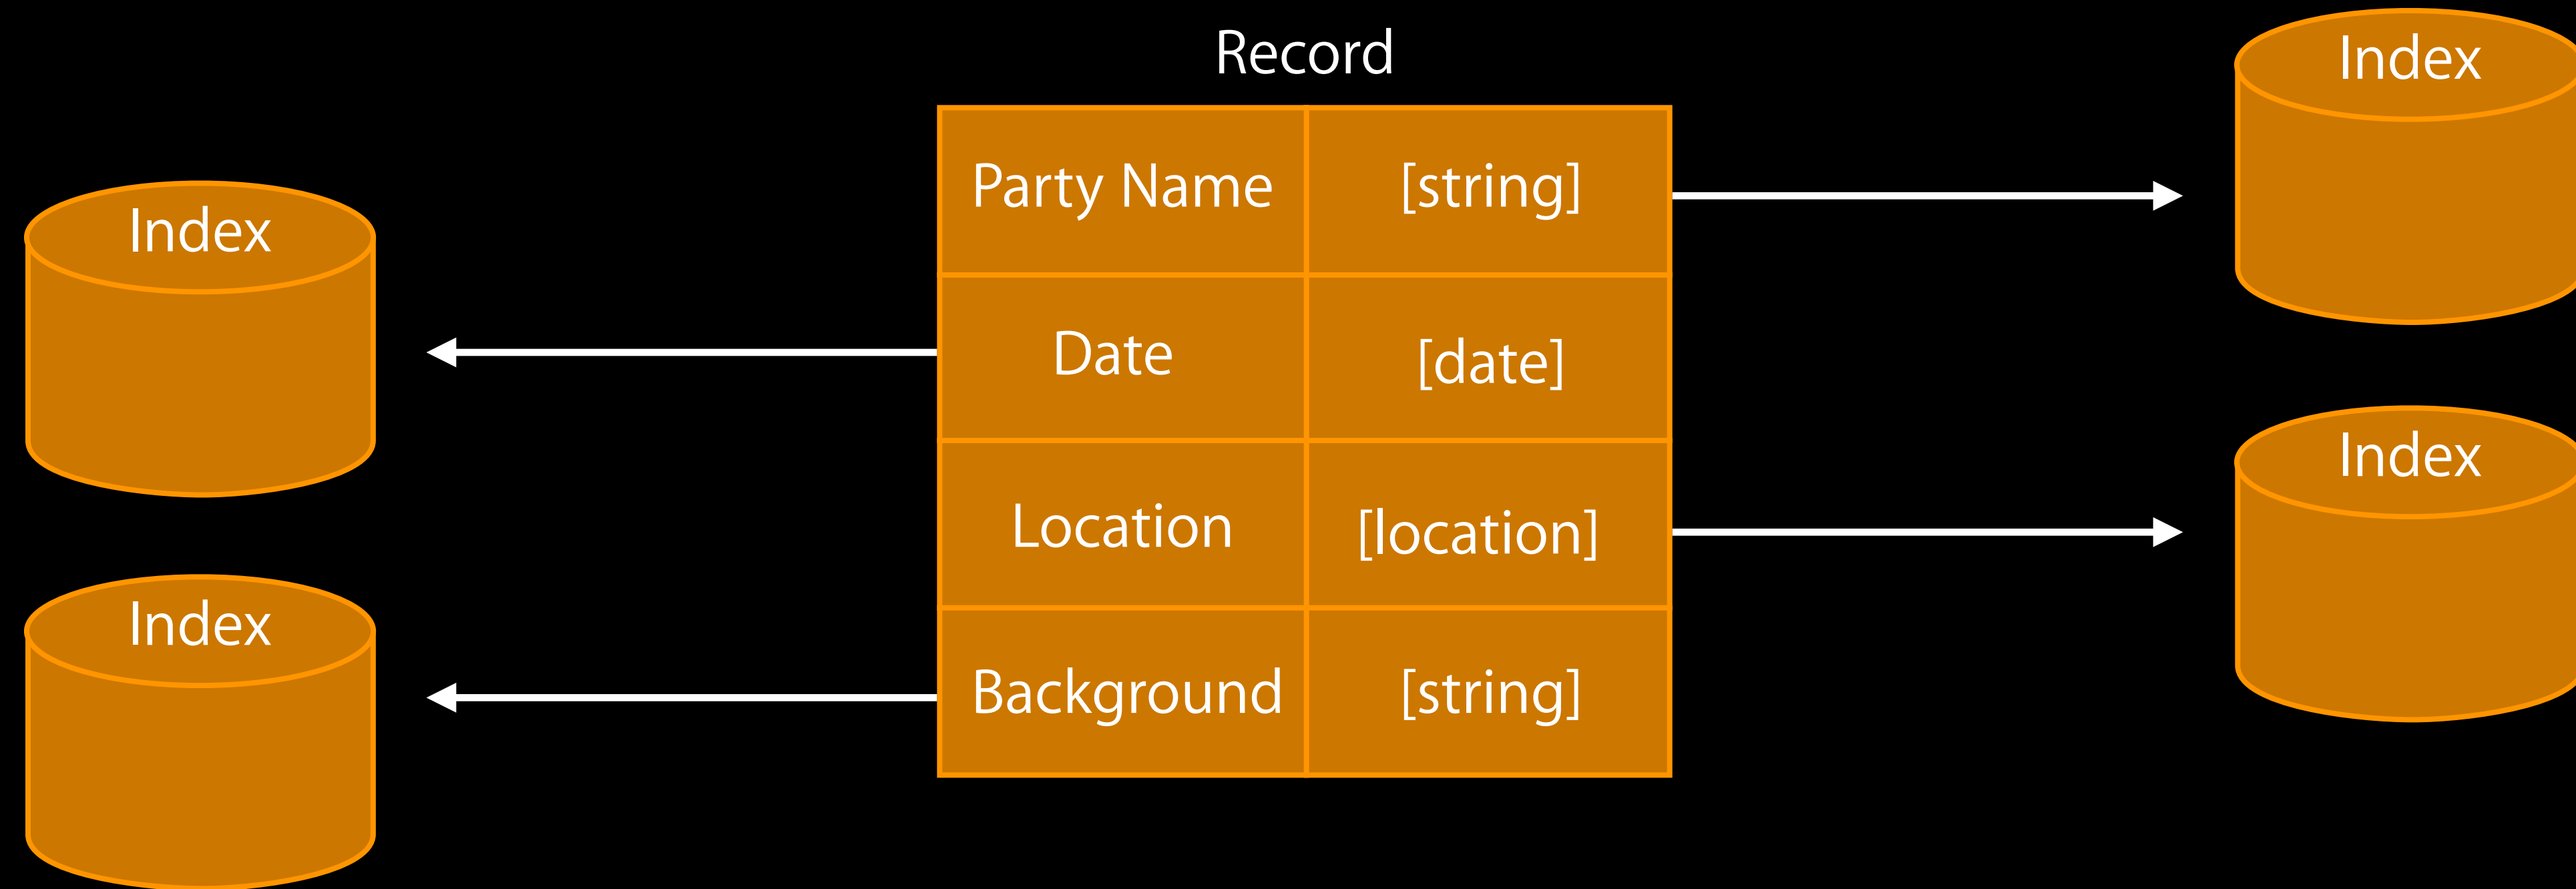 Record
Index
Index
Party Name [string]
Date [date]
Location [location]
Background [string]
Index
Index